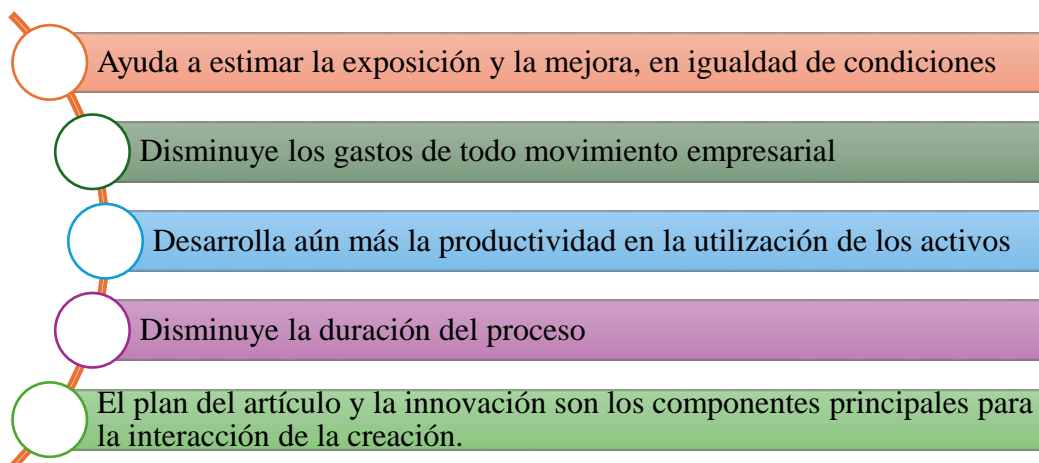 Ayuda a estimar la exposición y la mejora, en igualdad de condiciones
Disminuye los gastos de todo movimiento empresarial
Desarrolla aún más la productividad en la utilización de los activos
Disminuye la duración del proceso
El plan del artículo y la innovación son los componentes principales para
la interacción de la creación.